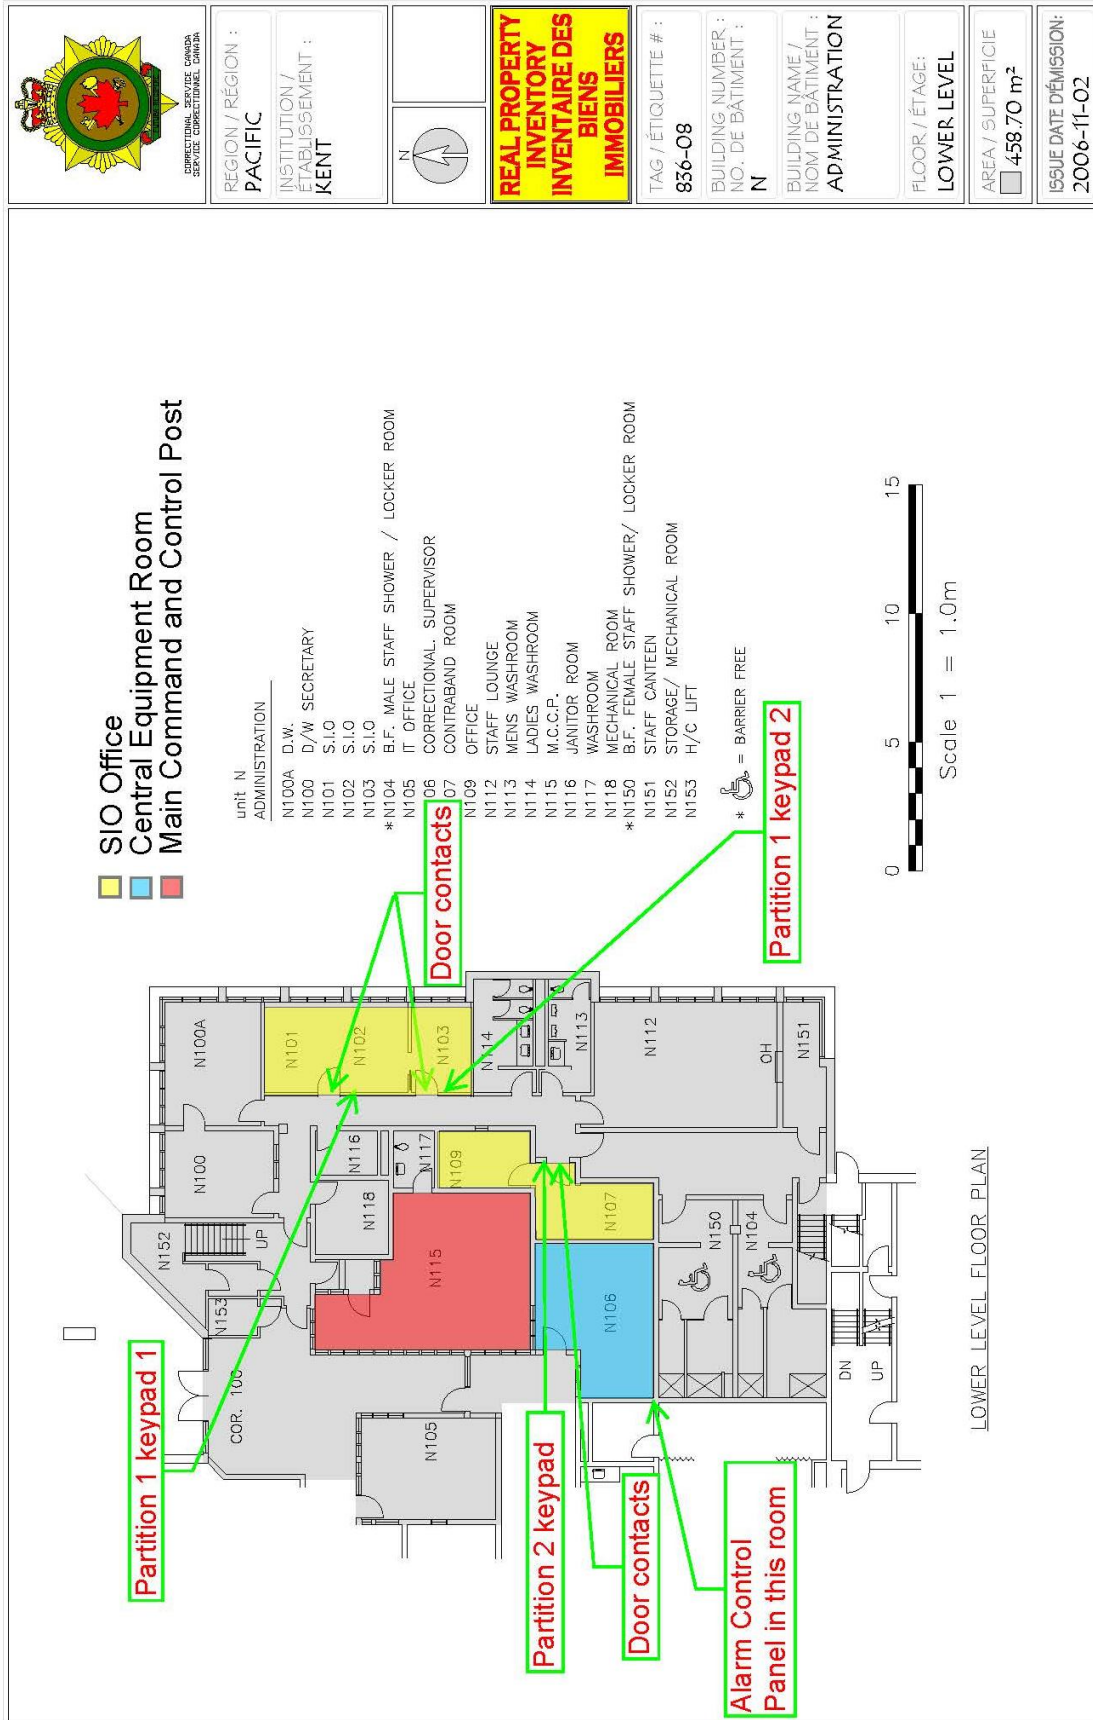 SIO Office
Central Equipment Room
Main Command and Control Post
unit N
ADMINISTRATION
N100A D.W.
N100 D/W SECRETARY
N101 S.I.O
N102 S.I.O
N103 S.I.O
*N104 B.F. MALE STAFF SHOWER / LOCKER ROOM
N105 IT OFFICE
06 CORRECTIONAL. SUPERVISOR
07 CONTRABAND ROOM
N109 OFFICE
N112 STAFF LOUNGE
N113 MENS WASHROOM
N114 LADIES WASHROOM
N115 M.C.C.P.
N116 JANITOR ROOM
N117 WASHROOM
N118 MECHANICAL ROOM
*N150 B.F. FEMALE STAFF SHOWER/ LOCKER ROOM
N151 STAFF CANTEEN
N152 STORAGE/ MECHANICAL ROOM
N153 H/C LIFT
* = BARRIER FREE
0 5 10 15
Scale 1 = 1.0m
Partition 1 keypad 1
Door contacts
Partition 1 keypad 2
Partition 2 keypad
Door contacts
Alarm Control
Panel in this room
N152
UP
N153
COR. 100
N100
N100A
N101
N102
N103
N116
N117
N118
N109
N115
N105
N114
N113
N112
OH
N151
N107
N106
N150
N104
DN
UP
LOWER LEVEL FLOOR PLAN
CORRECTIONAL SERVICE CANADA
SERVICE CORRECTIONNEL CANADA
REGION / RÉGION :
PACIFIC
INSTITUTION /
ÉTABLISSEMENT :
KENT
N
REAL PROPERTY
INVENTORY
INVENTAIRE DES
BIENS
IMMOBILIERS
TAG / ÉTIQUETTE # :
836-08
BUILDING NUMBER :
NO. DE BÂTIMENT :
N
BUILDING NAME /
NOM DE BÂTIMENT :
ADMINISTRATION
FLOOR / ÉTAGE:
LOWER LEVEL
AREA / SUPERFICIE
458.70 m²
ISSUE DATE D'ÉMISSION:
2006-11-02